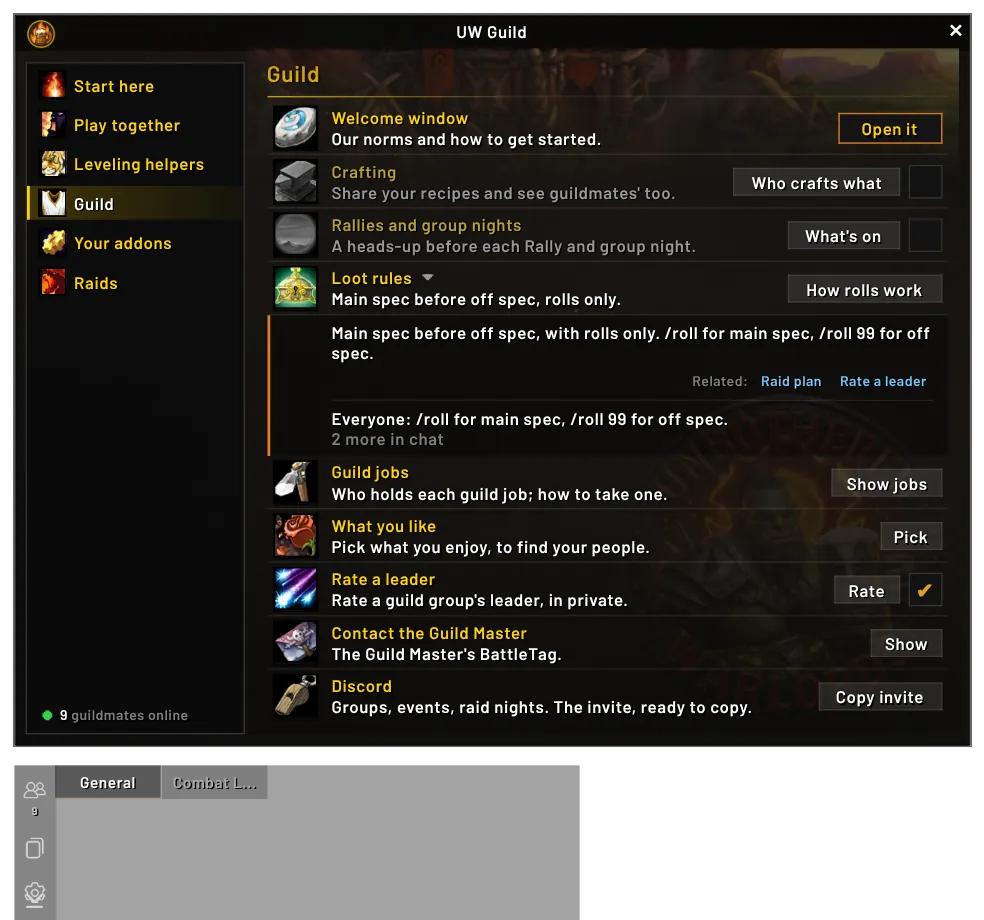 UW Guild
Start here
Play together
Leveling helpers
Guild
Your addons
Raids
9 guildmates online
Guild
Welcome window
Our norms and how to get started.
Open it
Crafting
Share your recipes and see guildmates' too.
Who crafts what
Rallies and group nights
A heads-up before each Rally and group night.
What's on
Loot rules
Main spec before off spec, rolls only.
How rolls work
Main spec before off spec, with rolls only. /roll for main spec, /roll 99 for off
spec.
Related: Raid plan Rate a leader
Everyone: /roll for main spec, /roll 99 for off spec.
2 more in chat
Guild jobs
Who holds each guild job; how to take one.
Show jobs
What you like
Pick what you enjoy, to find your people.
Pick
Rate a leader
Rate a guild group's leader, in private.
Rate
Contact the Guild Master
The Guild Master's BattleTag.
Show
Discord
Groups, events, raid nights. The invite, ready to copy.
Copy invite
General
Combat L...
9